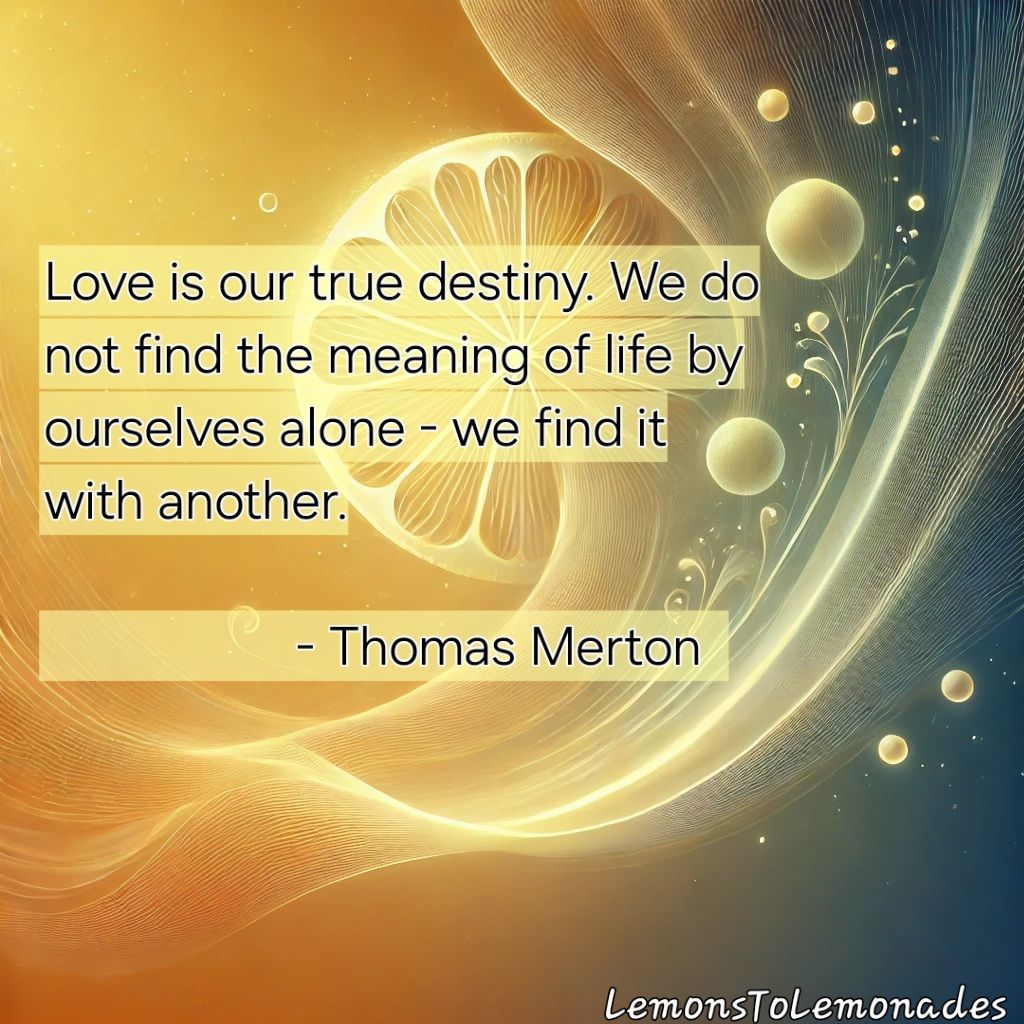 Love is our true destiny. We do
not find the meaning of life by
ourselves alone - we find it
with another.
- Thomas Merton
LemonsToLemonades